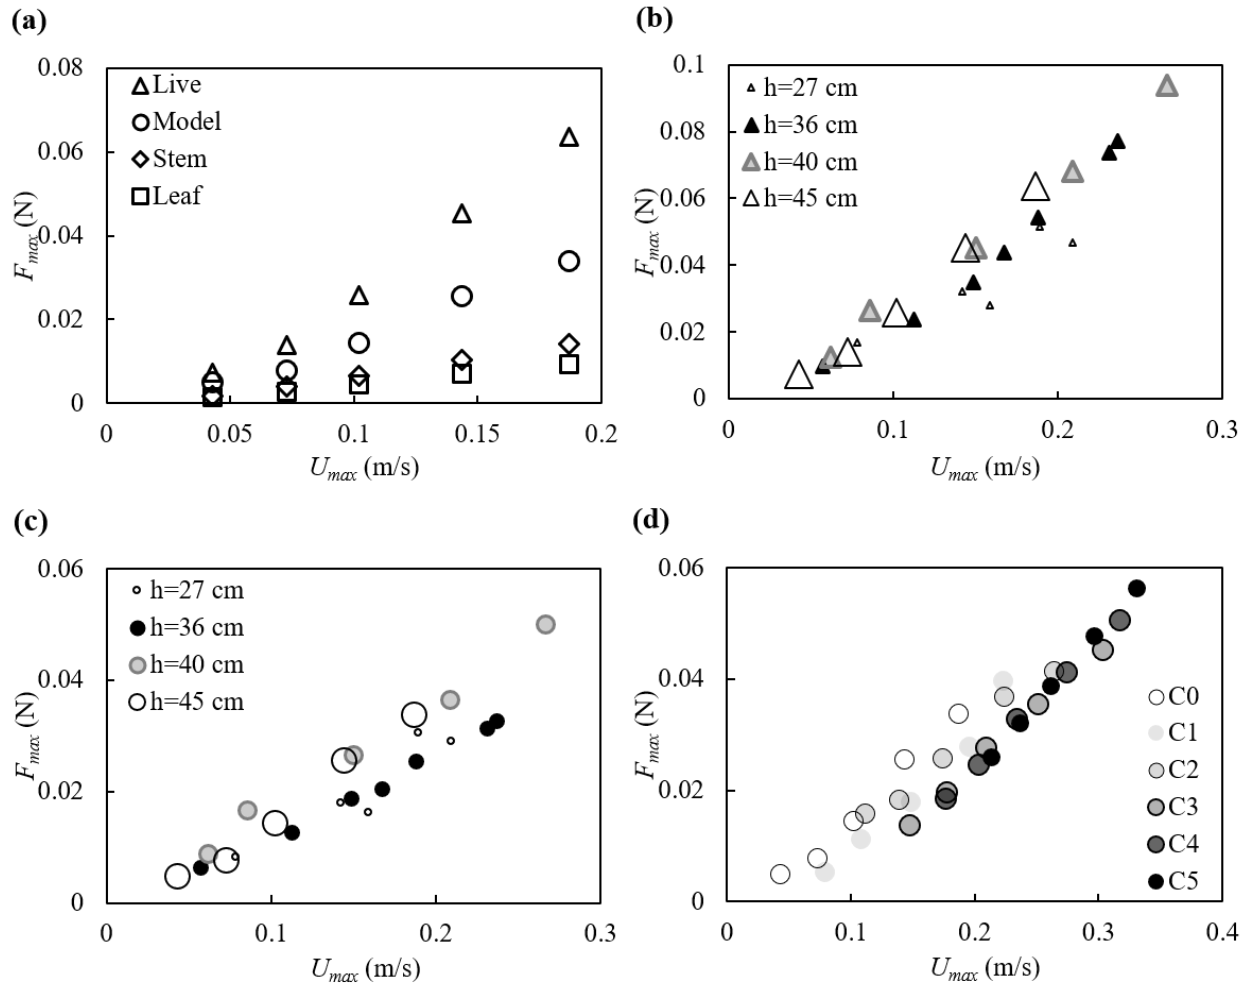 (a)
0.08
0.06
0.04
0.02
0
F_max (N)
Live
Model
Stem
Leaf
0 0.05 0.1 0.15 0.2
U_max (m/s)
(b)
0.1
0.08
0.06
0.04
0.02
0
F_max (N)
h=27 cm
h=36 cm
h=40 cm
h=45 cm
0 0.1 0.2 0.3
U_max (m/s)
(c)
0.06
0.04
0.02
0
F_max (N)
h=27 cm
h=36 cm
h=40 cm
h=45 cm
0 0.1 0.2 0.3
U_max (m/s)
(d)
0.06
0.04
0.02
0
F_max (N)
C0
C1
C2
C3
C4
C5
0 0.1 0.2 0.3 0.4
U_max (m/s)